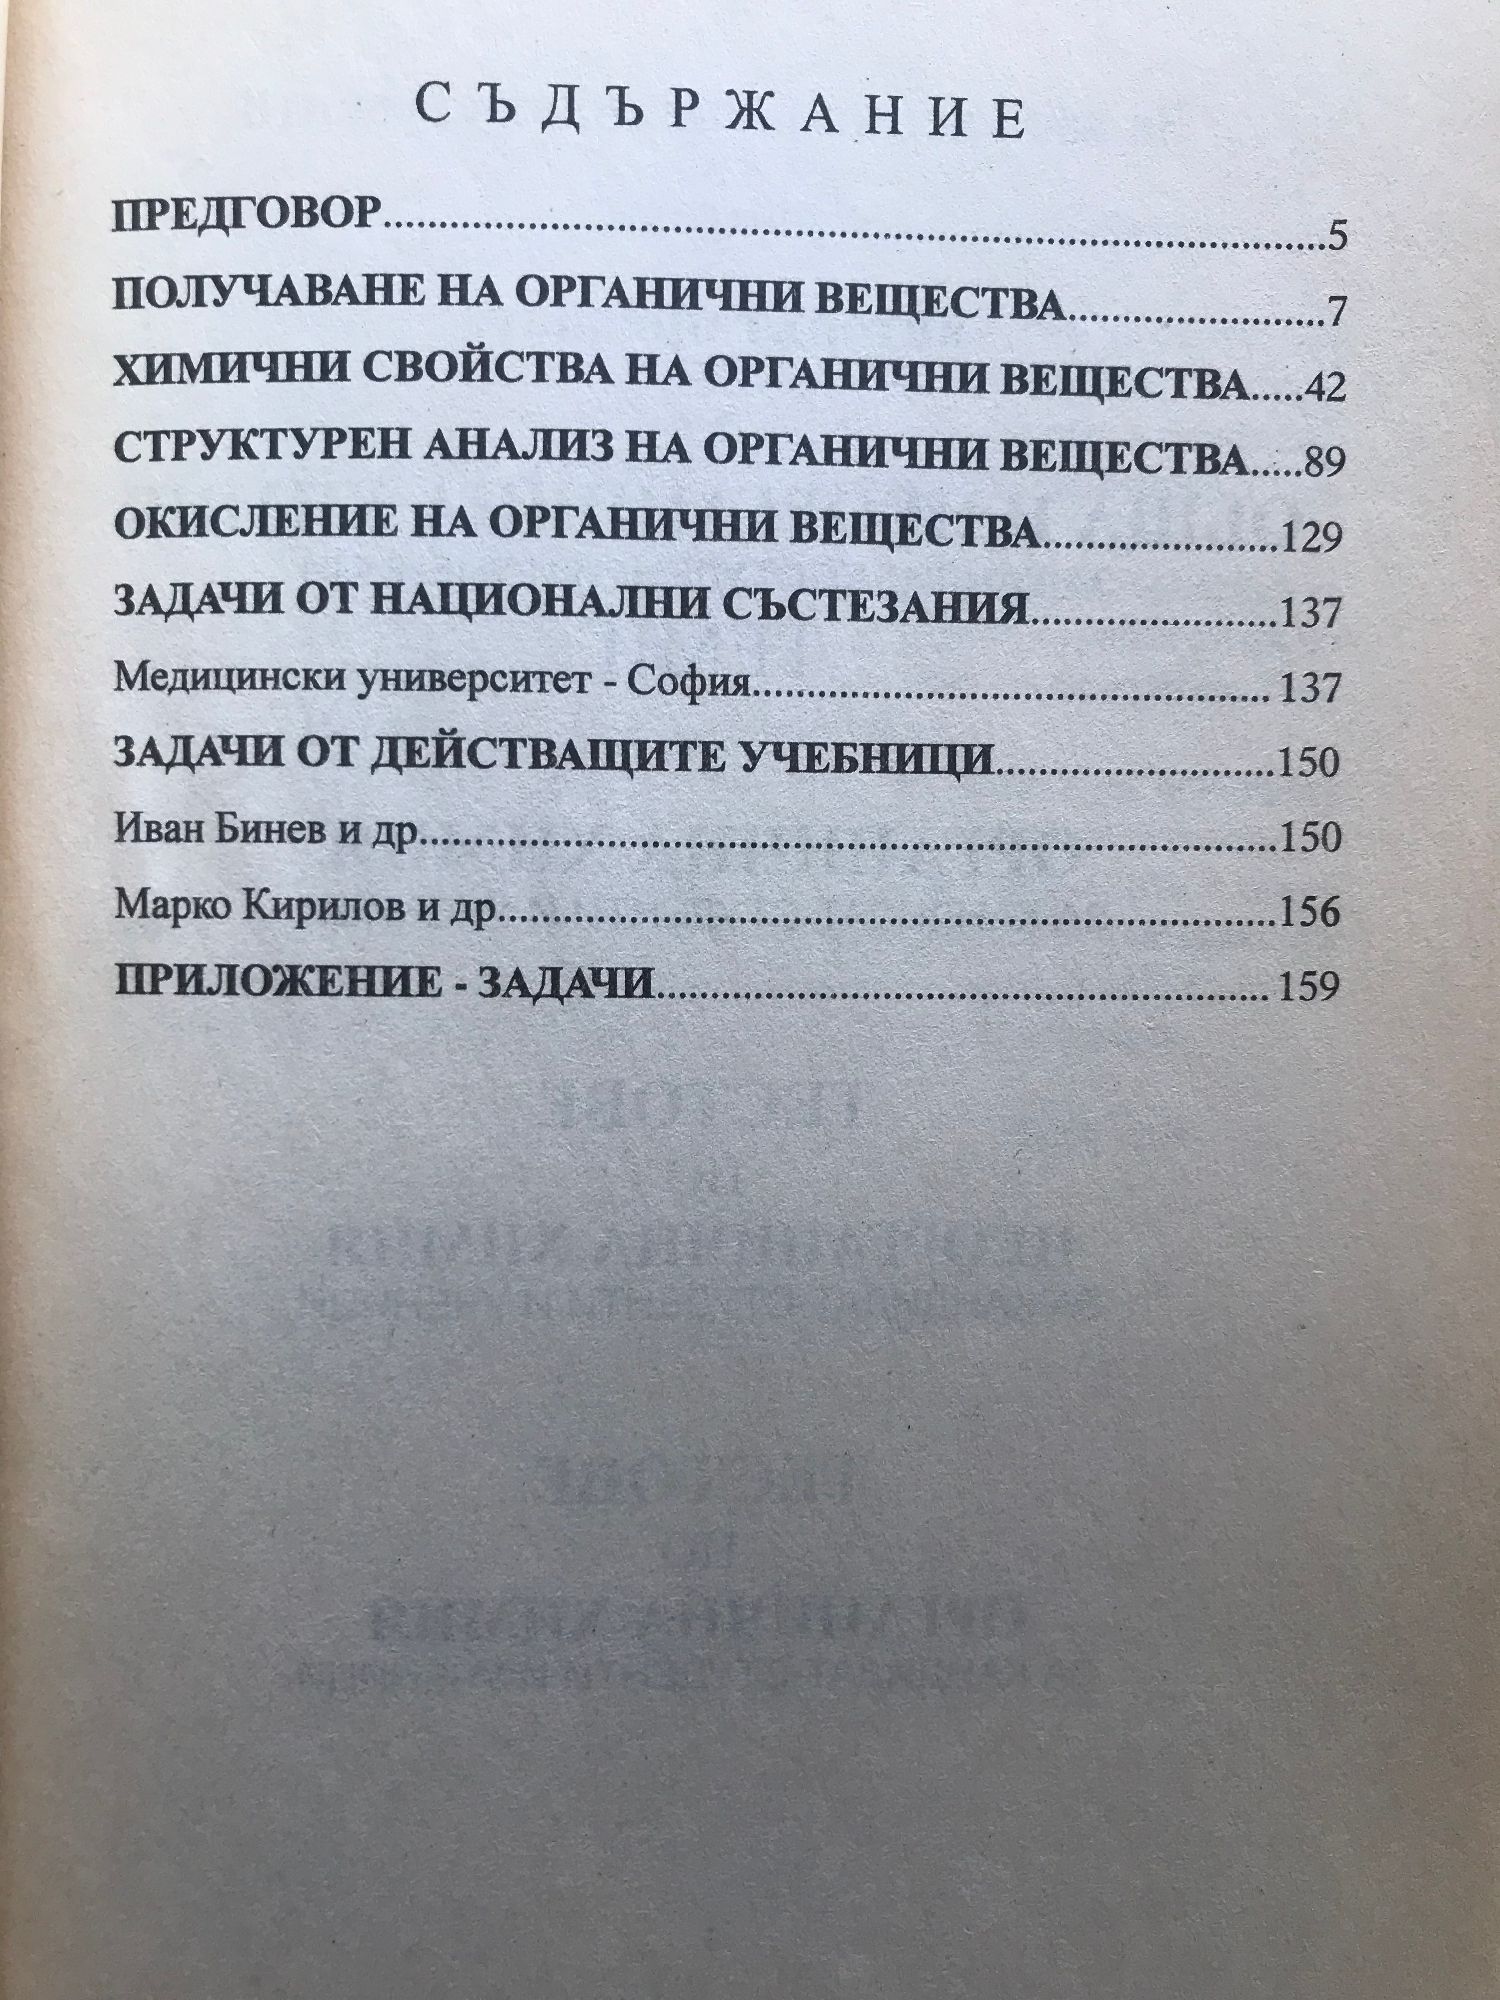 СЪДЪРЖАНИЕ
ПРЕДГОВОР.....5
ПОЛУЧАВАНЕ НА ОРГАНИЧНИ ВЕЩЕСТВА.....7
ХИМИЧНИ СВОЙСТВА НА ОРГАНИЧНИ ВЕЩЕСТВА.....42
СТРУКТУРЕН АНАЛИЗ НА ОРГАНИЧНИ ВЕЩЕСТВА.....89
ОКИСЛЕНИЕ НА ОРГАНИЧНИ ВЕЩЕСТВА.....129
ЗАДАЧИ ОТ НАЦИОНАЛНИ СЪСТЕЗАНИЯ.....137
Медицински университет - София..... 137
ЗАДАЧИ ОТ ДЕЙСТВАЩИТЕ УЧЕБНИЦИ.....150
Иван Бинев и др.....150
Марко Кирилов и др.....156
ПРИЛОЖЕНИЕ - ЗАДАЧИ..... 159